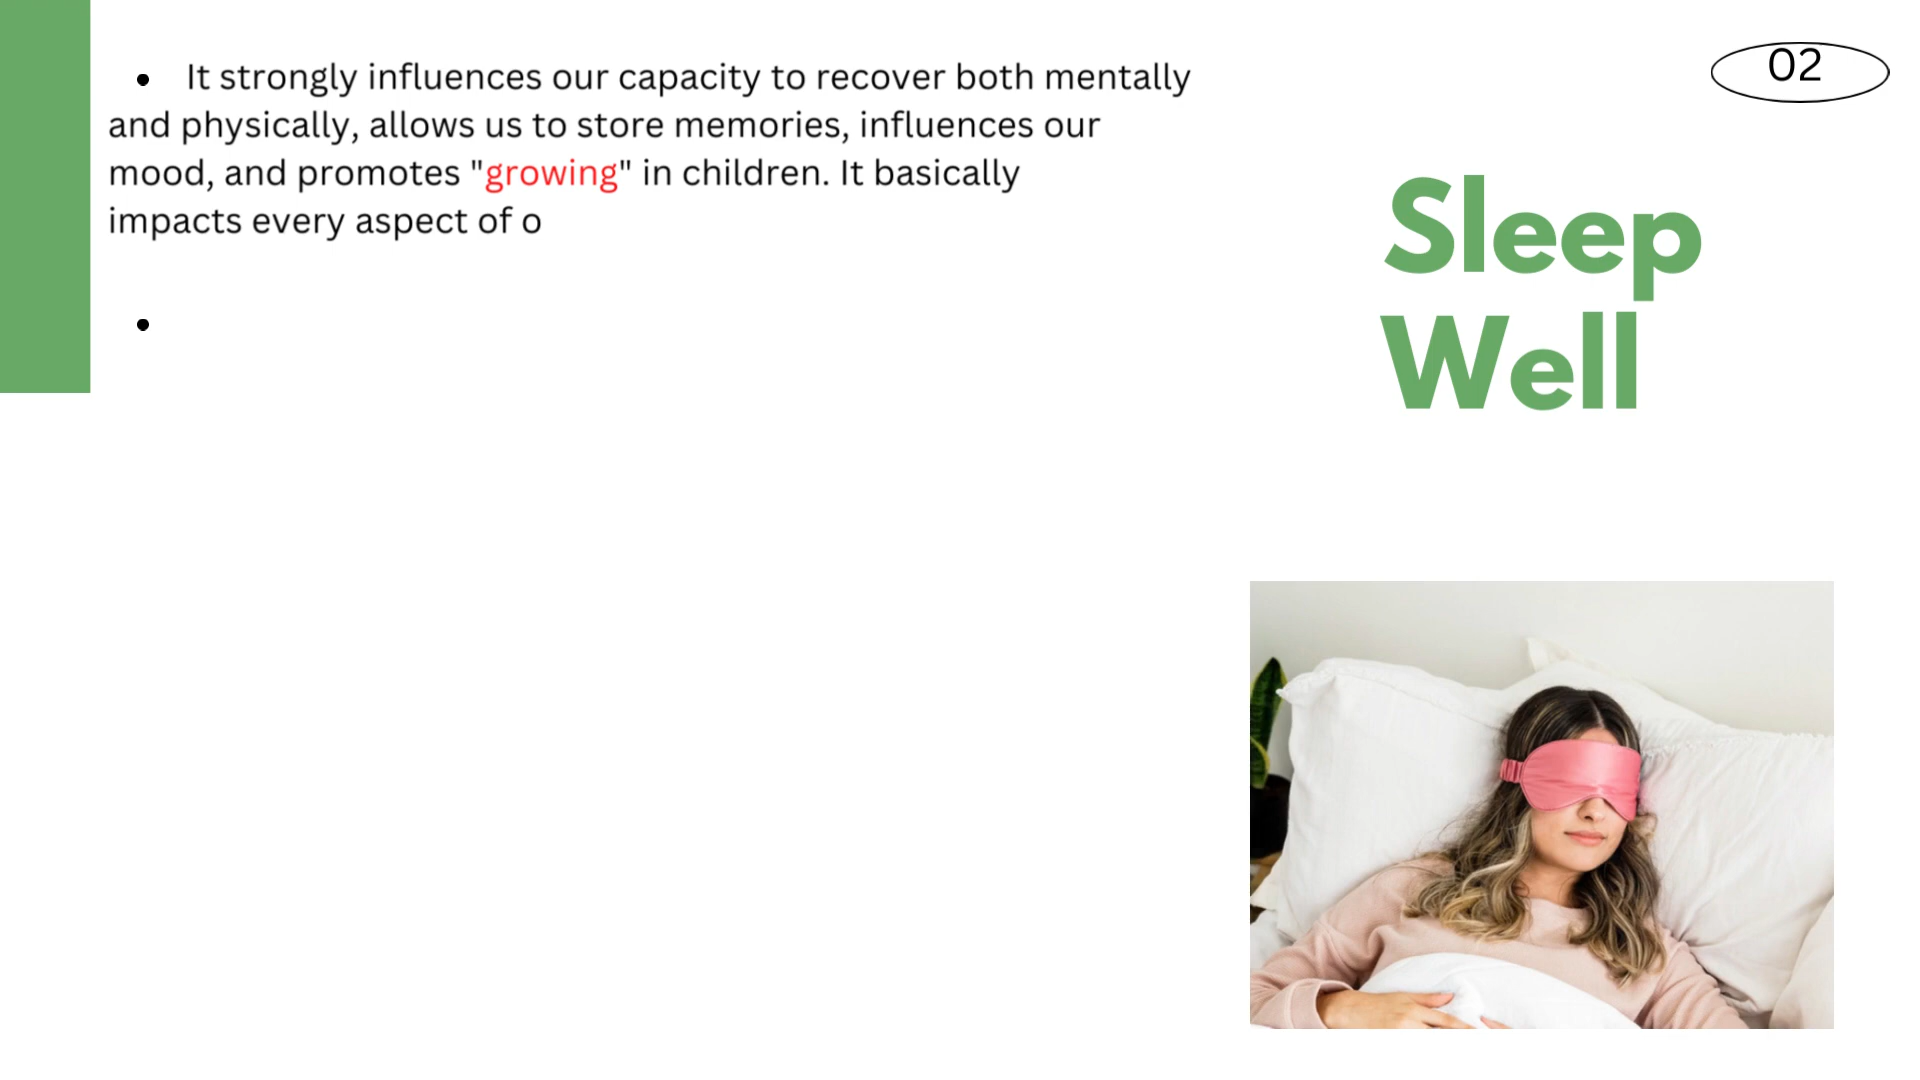 • It strongly influences our capacity to recover both mentally
and physically, allows us to store memories, influences our
mood, and promotes "growing" in children. It basically
impacts every aspect of o
•
02
Sleep
Well